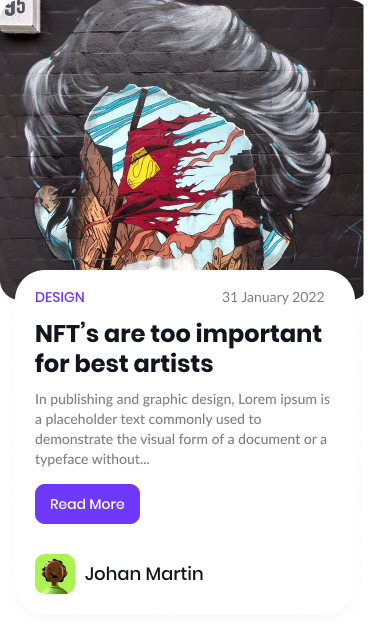 95
DESIGN
31 January 2022
NFT's are too important
for best artists
In publishing and graphic design, Lorem ipsum is
a placeholder text commonly used to
demonstrate the visual form of a document or a
typeface without...
Read More
Johan Martin